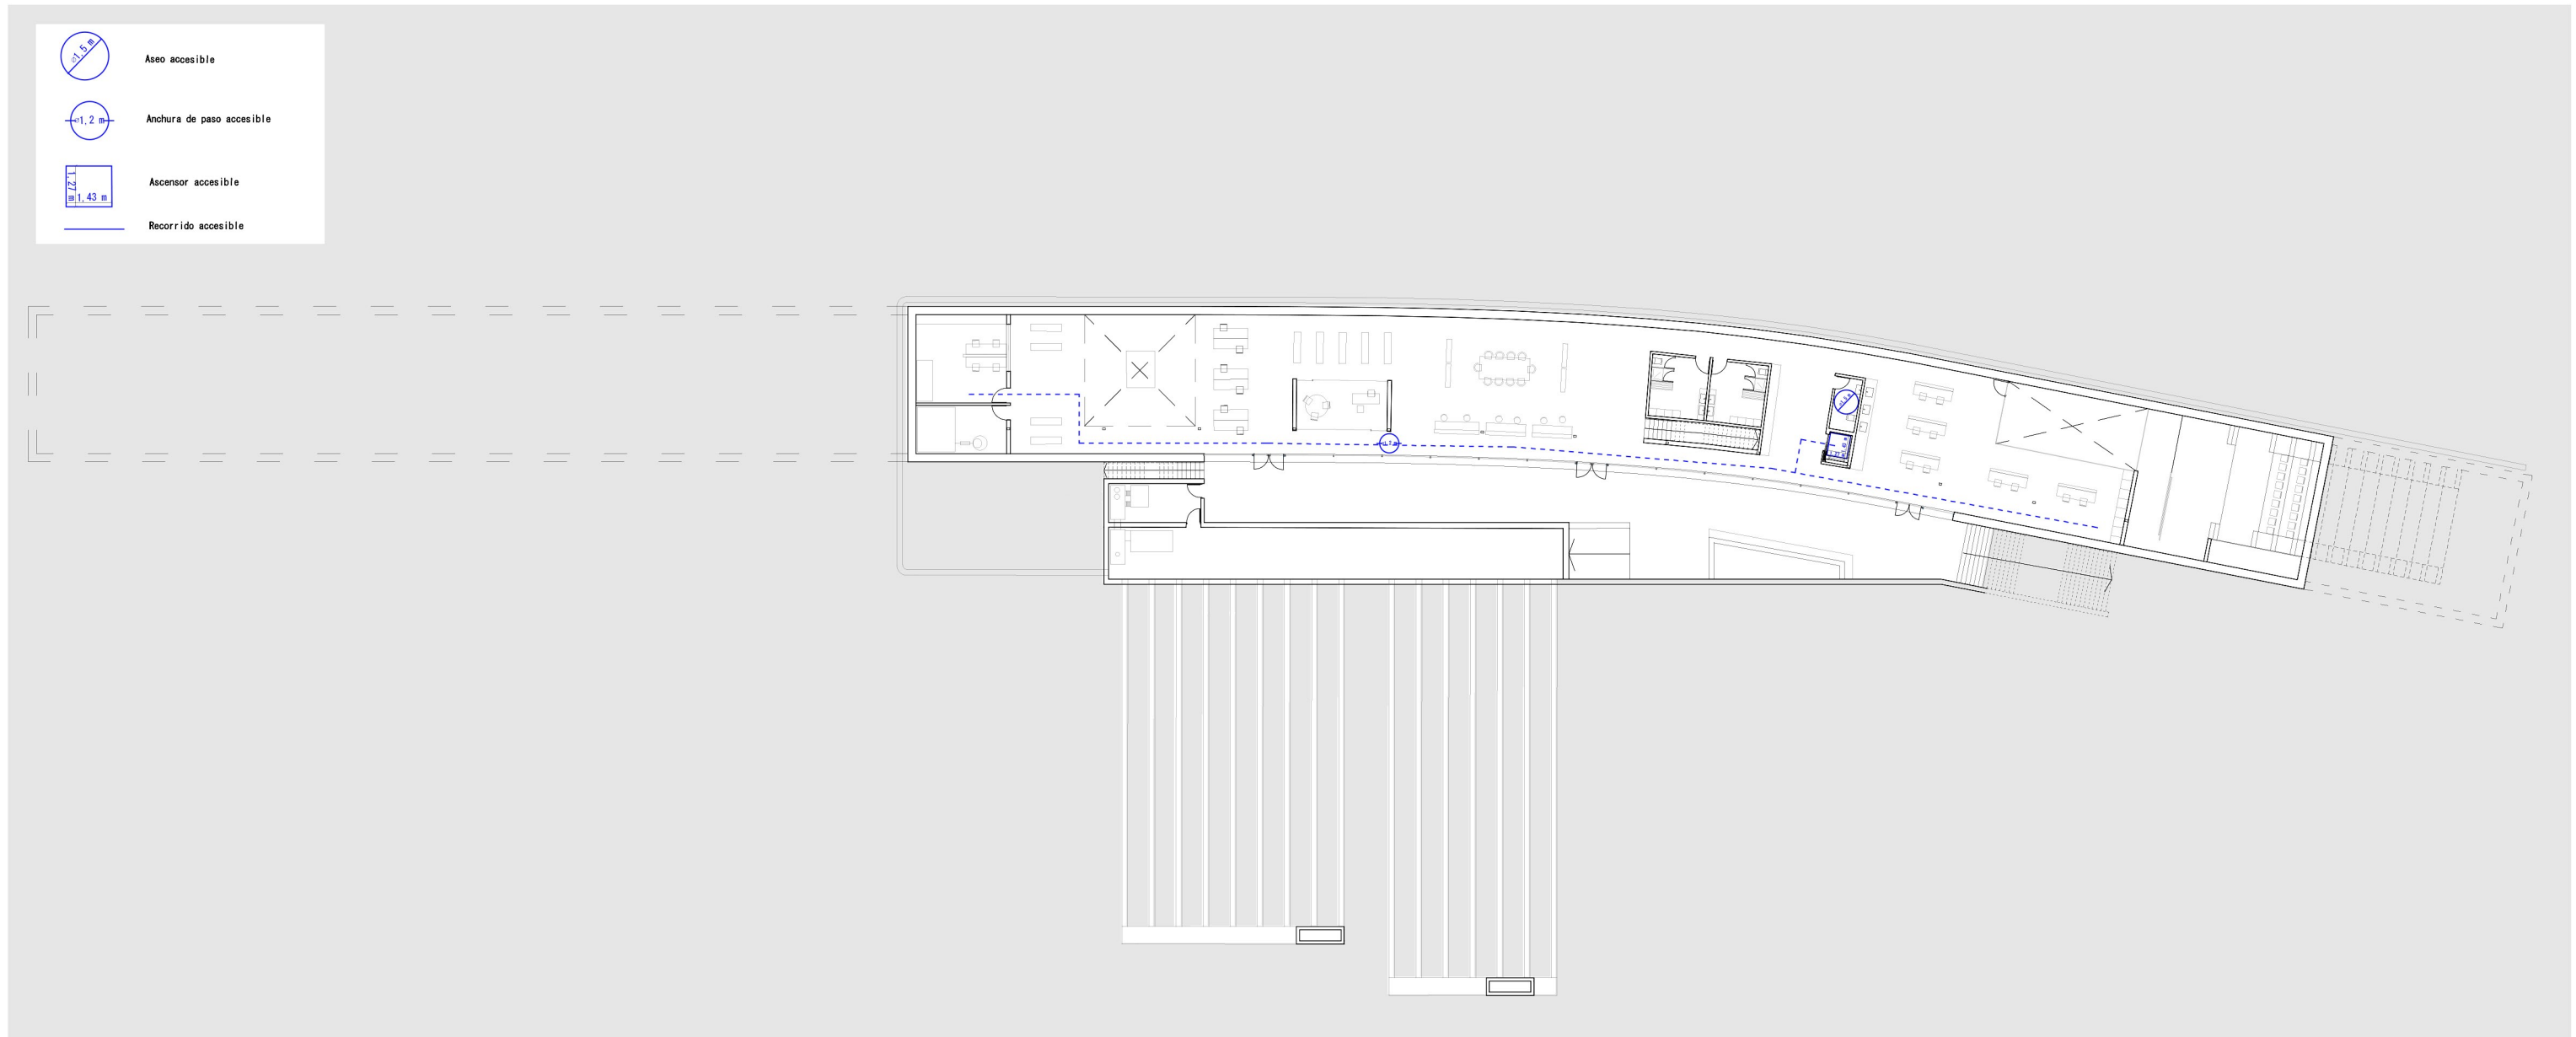 ⌀1,5 m
Aseo accesible
⌀1,2 m
Anchura de paso accesible
1,27 m
1,43 m
Ascensor accesible
Recorrido accesible